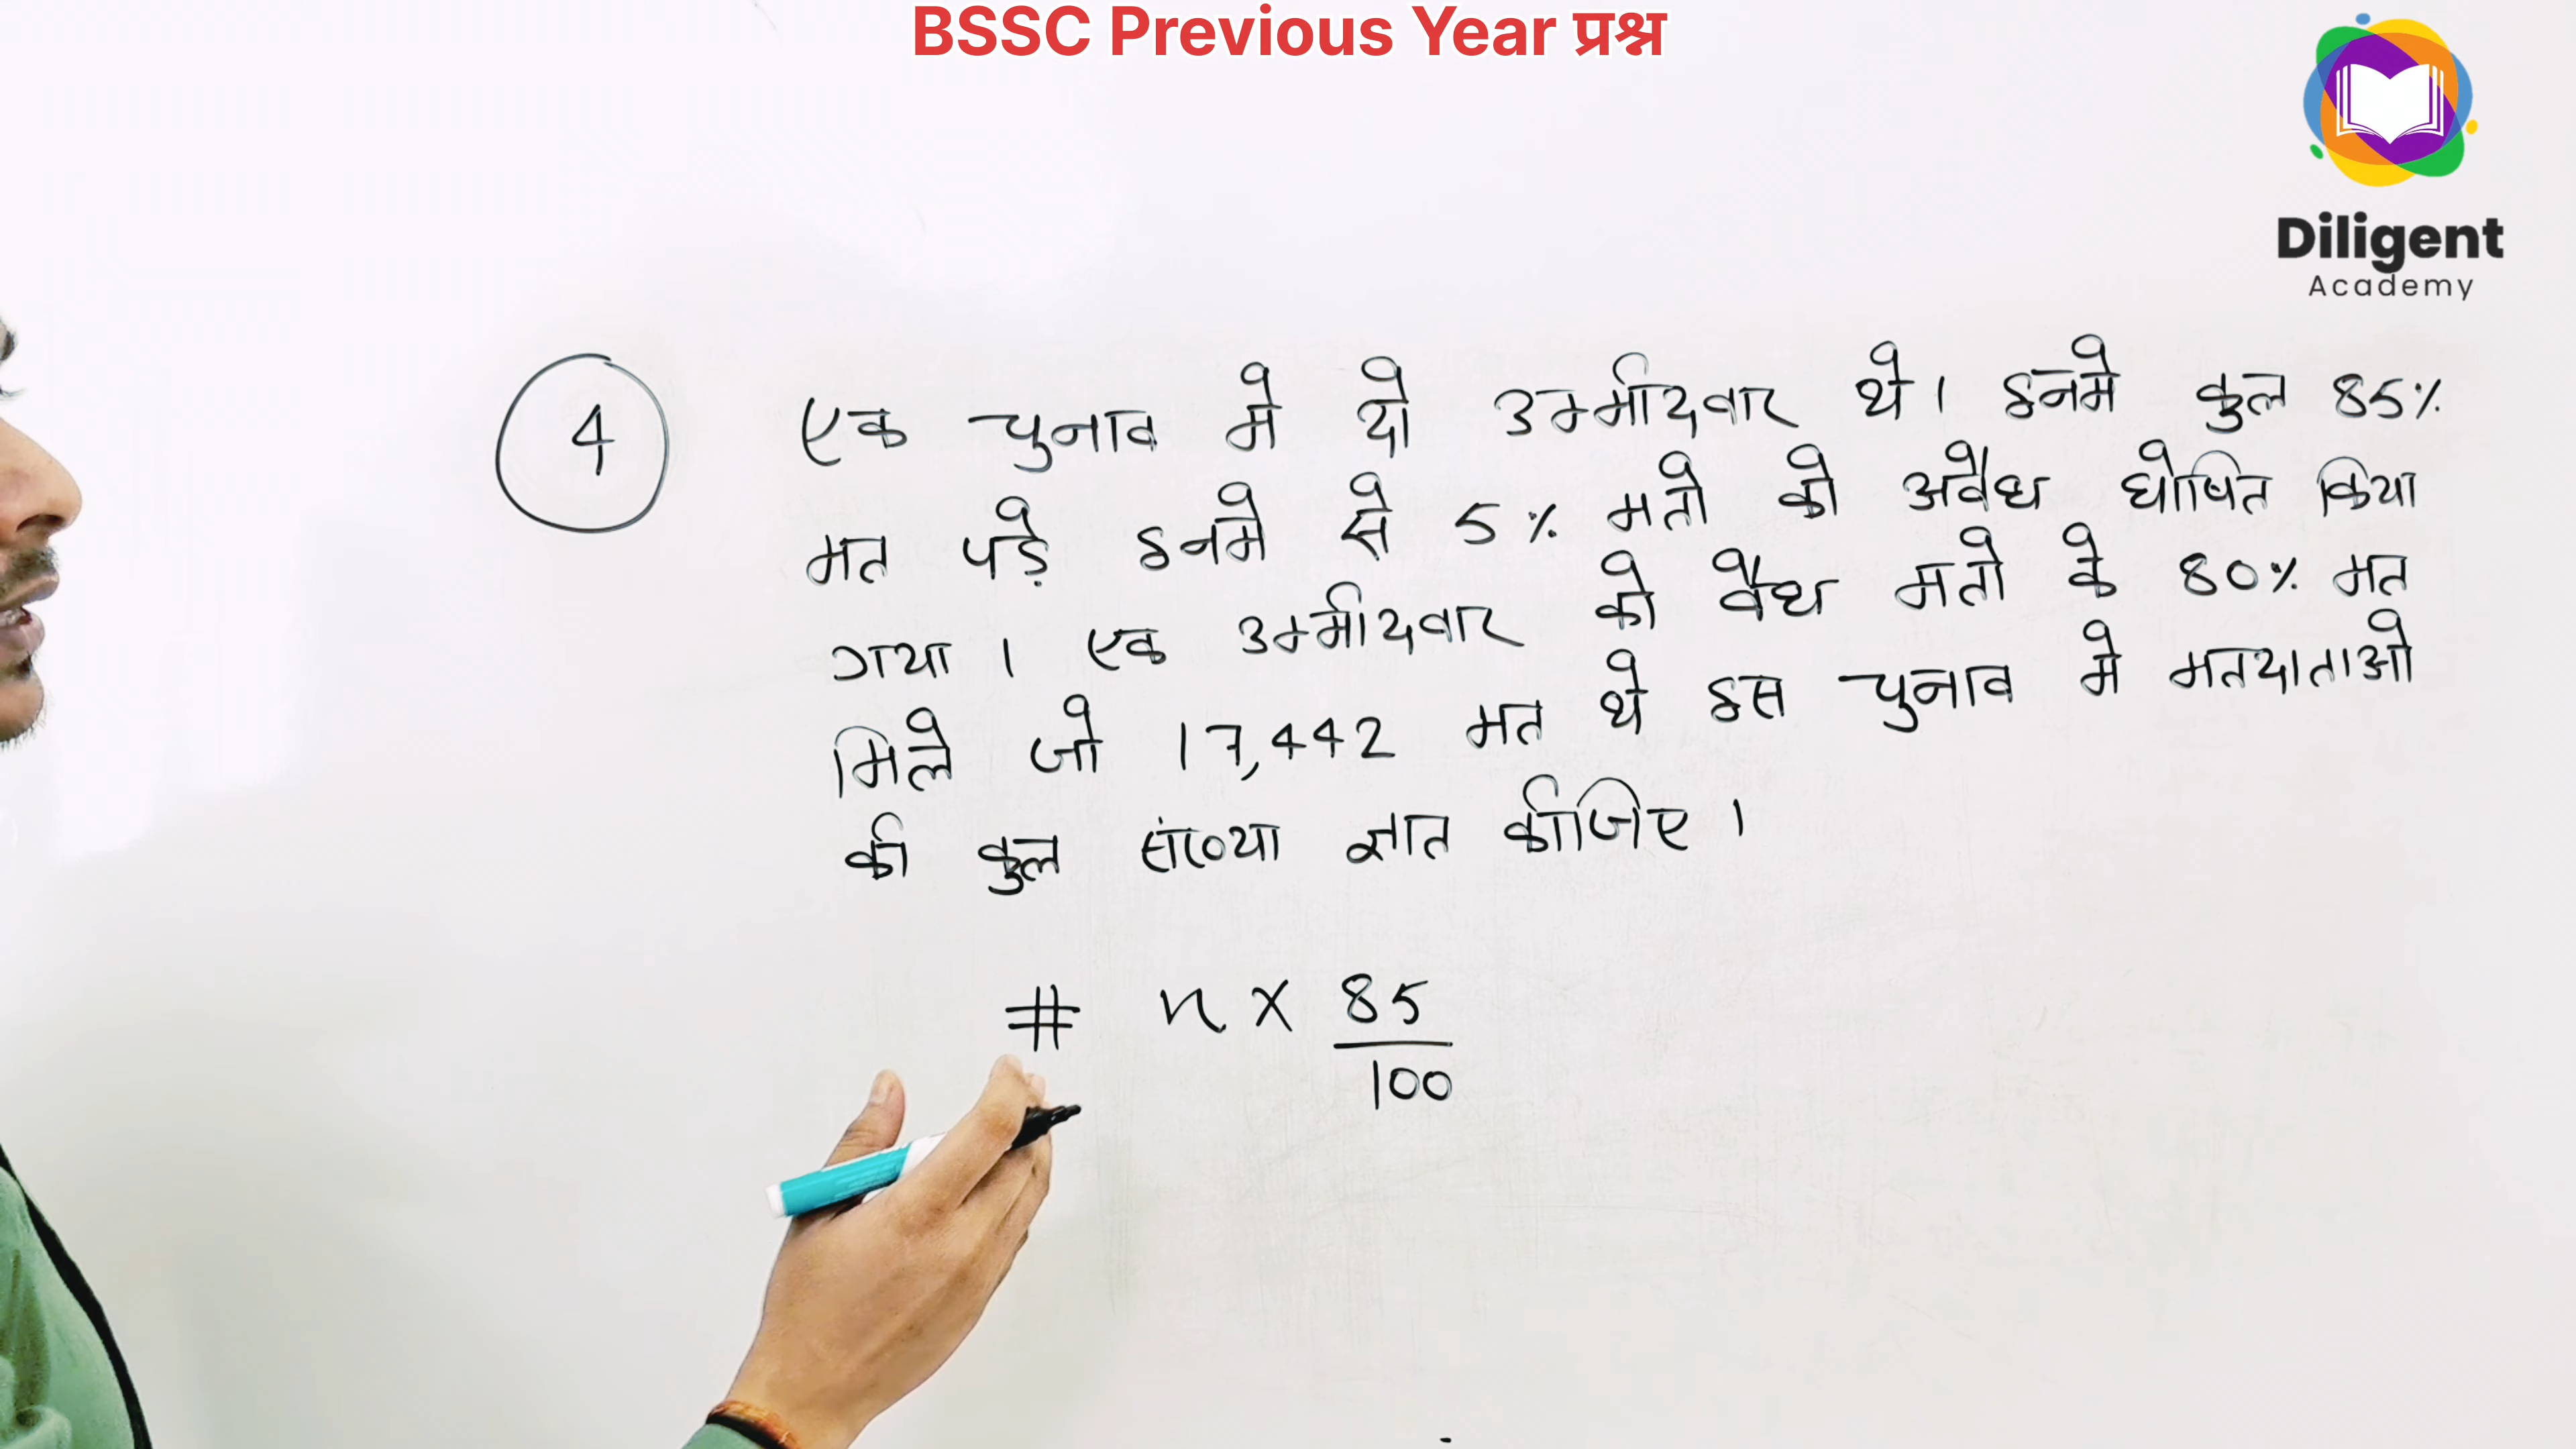 BSSC Previous Year प्रश्न
Diligent
Academy
4
एक चुनाव मे दो उम्मीदवार थे। इनमे कुल 85%
मत पड़े इनमे से 5% मतो को अवैध घोषित किया
गया। एक उम्मीदवार को वैध मतो के 80% मत
मिले जो 17,442 मत थे इस चुनाव मे मतदाताओ
की कुल संख्या ज्ञात कीजिए।
# n × 85
100